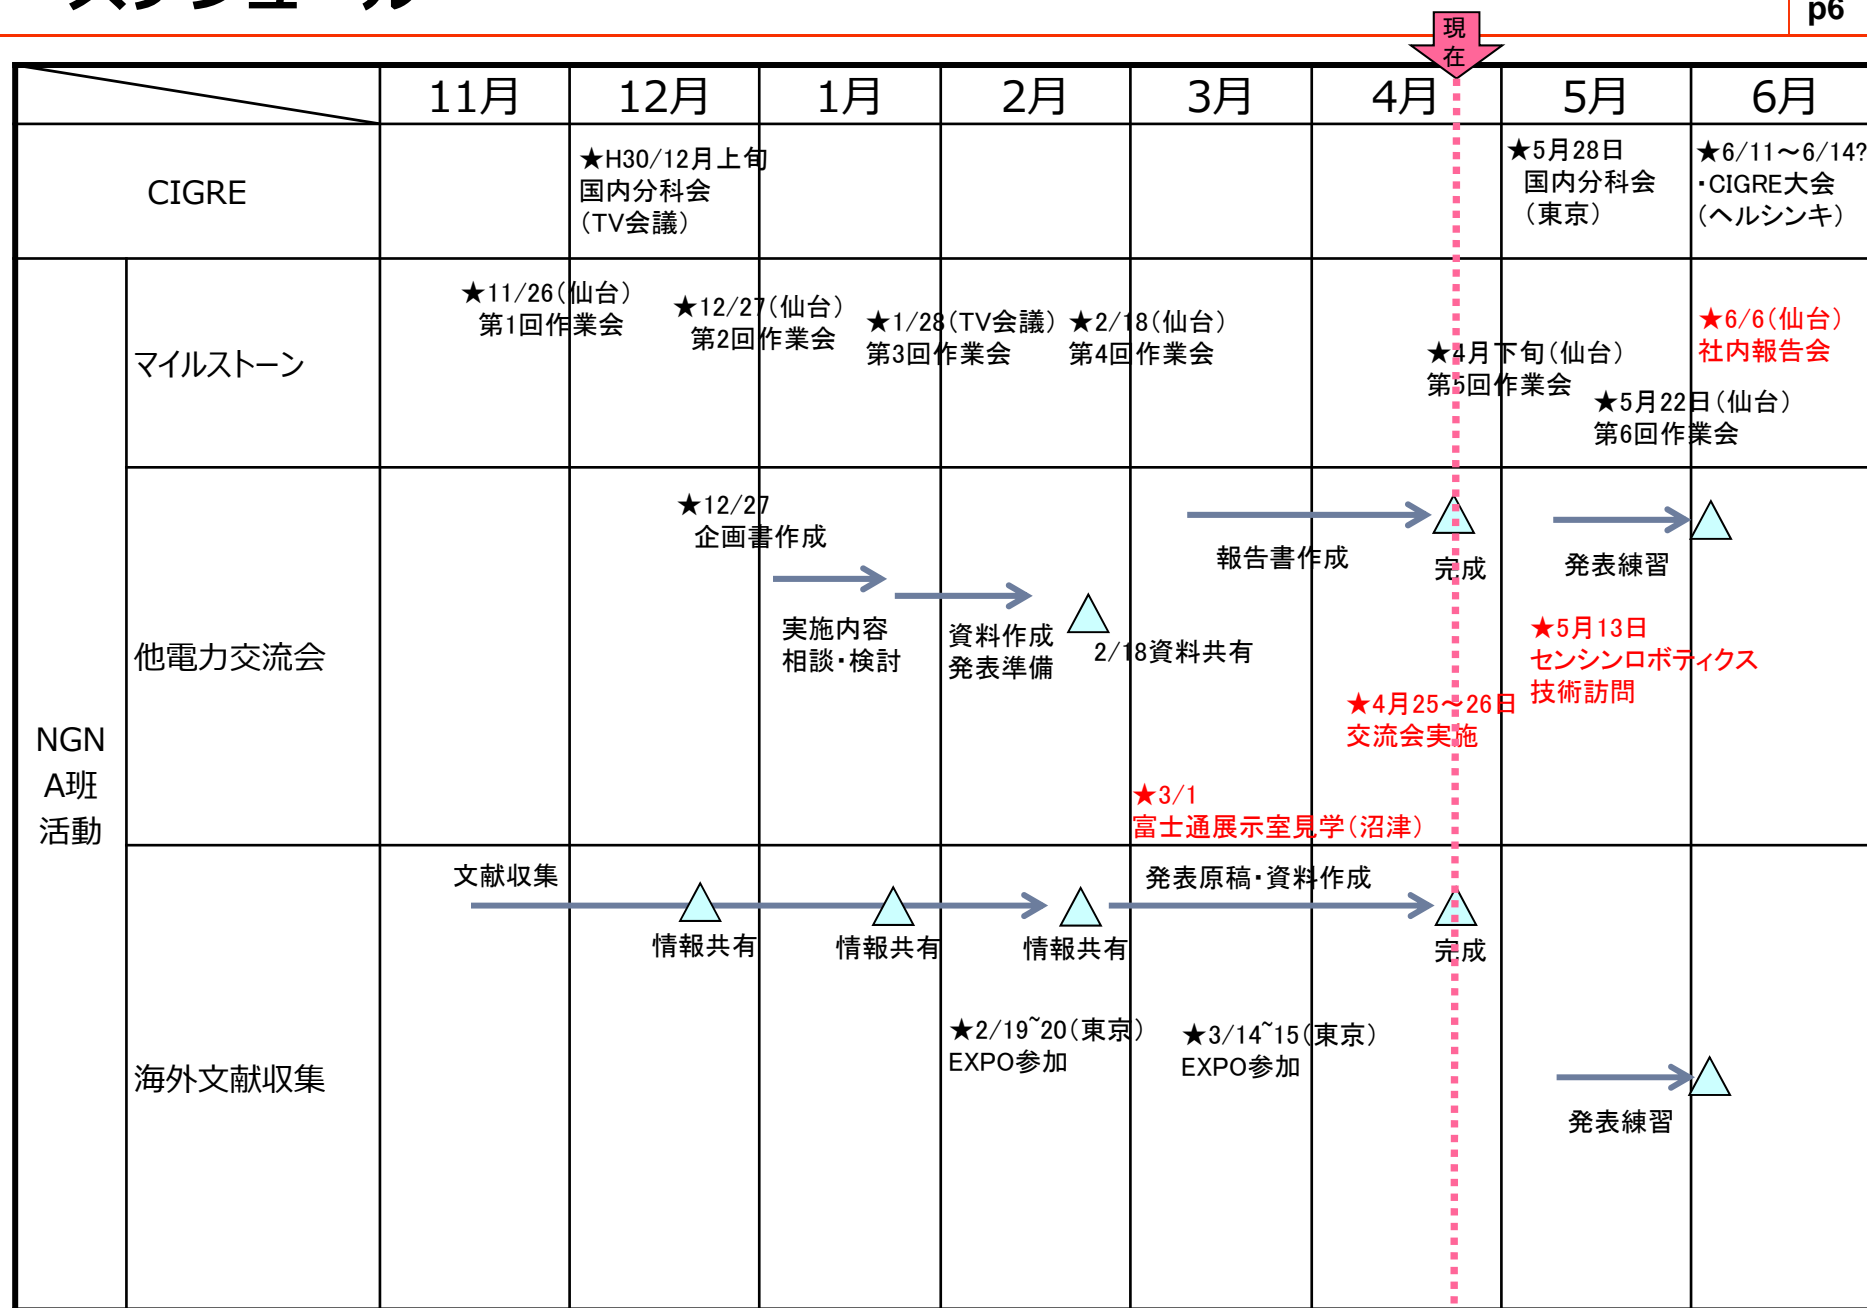 スケジュール
p6
現
在
11月
12月
1月
2月
3月
4月
5月
6月
CIGRE
★H30/12月上旬
国内分科会
(TV会議)
★5月28日
国内分科会
(東京)
★6/11～6/14?
・CIGRE大会
(ヘルシンキ)
NGN
A班
活動
マイルストーン
★11/26(仙台)
第1回作業会
★12/27(仙台)
第2回作業会
★1/28(TV会議)
第3回作業会
★2/18(仙台)
第4回作業会
★4月下旬(仙台)
第5回作業会
★5月22日(仙台)
第6回作業会
★6/6(仙台)
社内報告会
他電力交流会
★12/27
企画書作成
実施内容
相談・検討
資料作成
発表準備
2/18資料共有
報告書作成
完成
発表練習
★5月13日
センシンロボティクス
技術訪問
★4月25～26日
交流会実施
★3/1
富士通展示室見学(沼津)
海外文献収集
文献収集
情報共有
情報共有
情報共有
発表原稿・資料作成
完成
★2/19~20(東京)
EXPO参加
★3/14~15(東京)
EXPO参加
発表練習